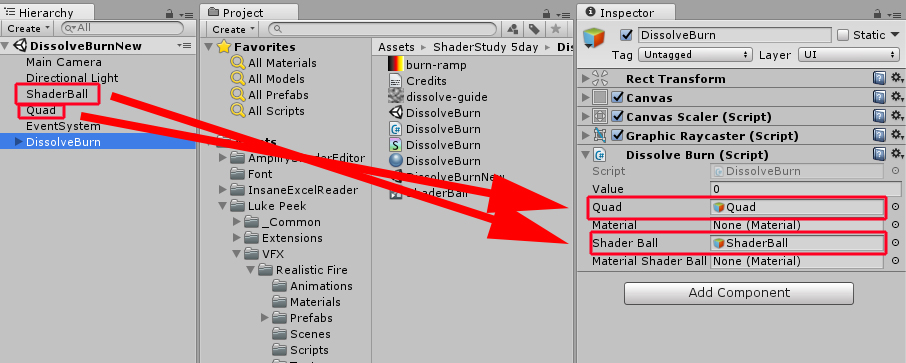 Hierarchy
Create
All
DissolveBurnNew
Main Camera
Directional Light
ShaderBall
Quad
EventSystem
DissolveBurn
Project
Create
Favorites
All Materials
All Models
All Prefabs
All Scripts
Font
InsaneExcelReader
Luke Peek
_Common
Extensions
VFX
Realistic Fire
Animations
Materials
Prefabs
Scenes
Scripts
Assets ShaderStudy 5day
burn-ramp
Credits
dissolve-guide
DissolveBurn
DissolveBurn
DissolveBurn
DissolveBurn
DissolveBurnNew
ShaderBall
Inspector
DissolveBurn Static
Tag Untagged Layer UI
Rect Transform
Canvas
Canvas Scaler (Script)
Graphic Raycaster (Script)
Dissolve Burn (Script)
Script DissolveBurn
Value 0
Quad Quad
Material None (Material)
Shader Ball ShaderBall
Material Shader Ball None (Material)
Add Component